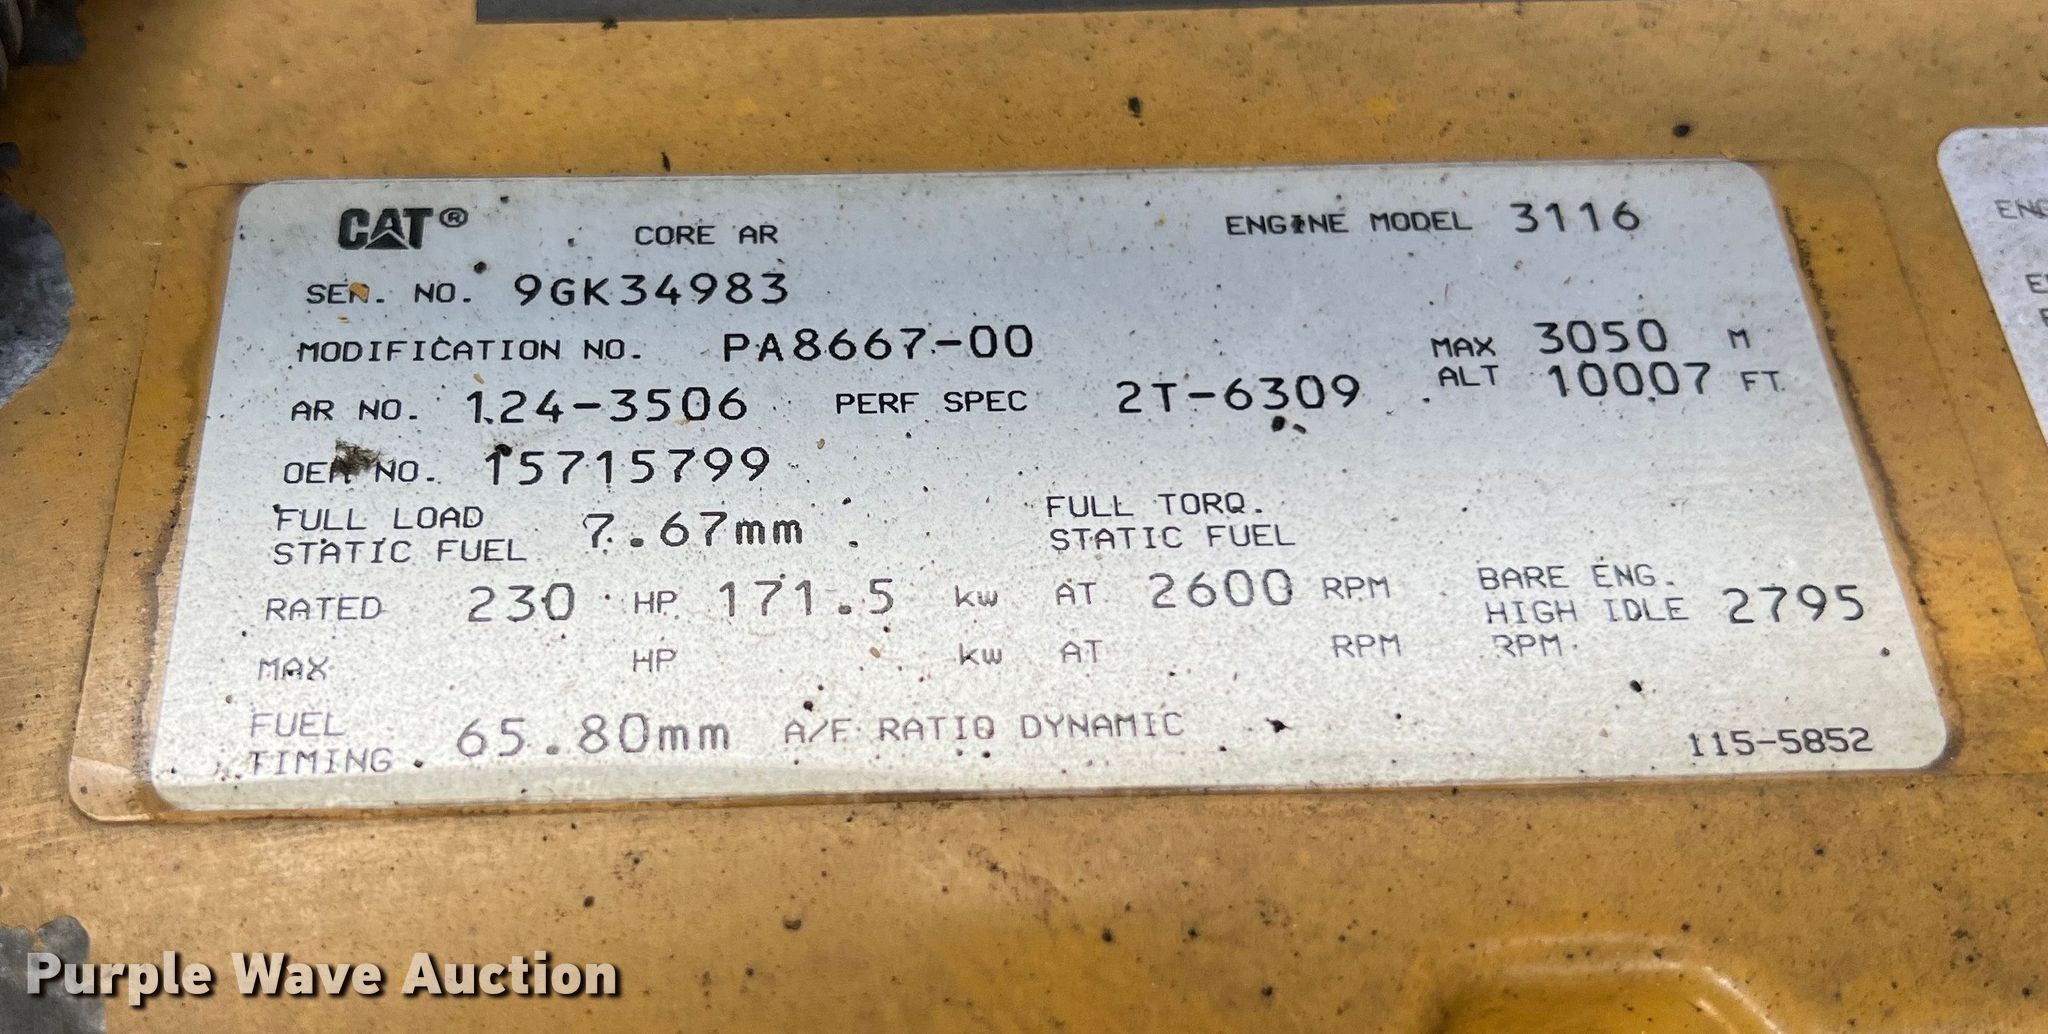 CAT® CORE AR ENGINE MODEL 3116
SER. NO. 9GK34983
MODIFICATION NO. PA8667-00 MAX ALT 3050 M 10007 FT
AR NO. 124-3506 PERF SPEC 2T-6309
OEM NO. 15715799
FULL LOAD STATIC FUEL 7.67mm FULL TORQ. STATIC FUEL
RATED 230 HP 171.5 kw AT 2600 RPM BARE ENG. HIGH IDLE RPM 2795
MAX HP kw AT RPM
FUEL TIMING 65.80mm A/F RATIO DYNAMIC
115-5852
Purple Wave Auction